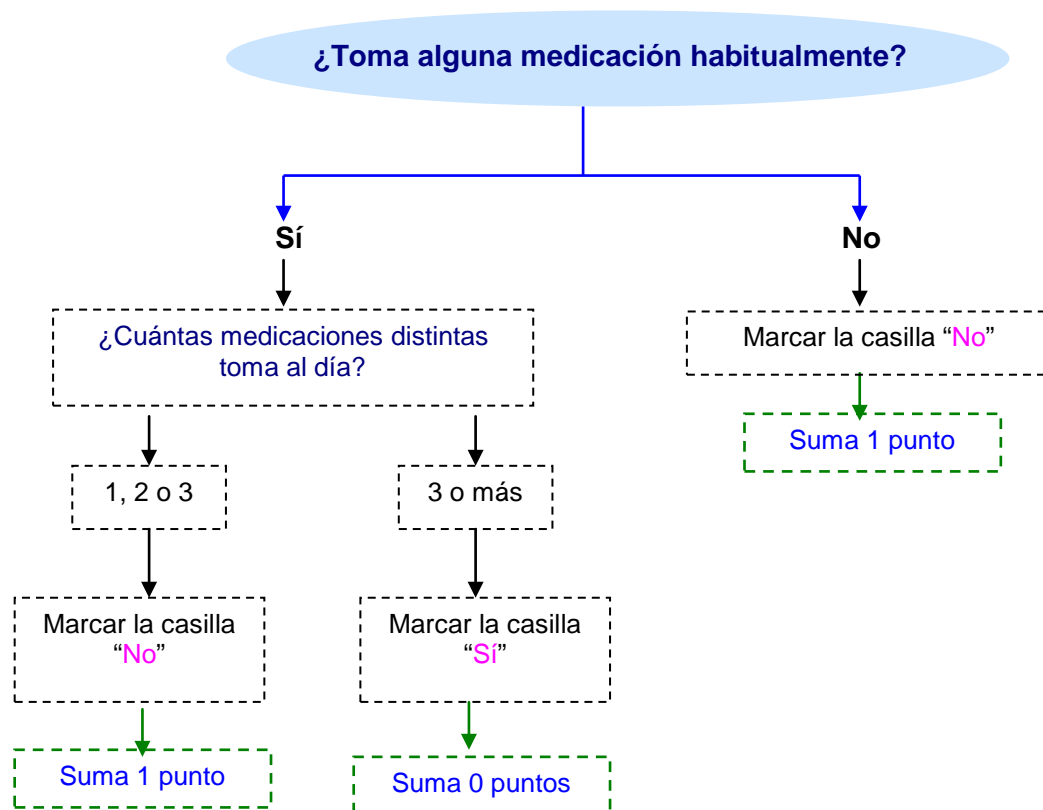 ¿Toma alguna medicación habitualmente?
Sí
No
¿Cuántas medicaciones distintas
toma al día?
Marcar la casilla “No”
Suma 1 punto
1, 2 o 3
3 o más
Marcar la casilla
“No”
Marcar la casilla
“Sí”
Suma 1 punto
Suma 0 puntos